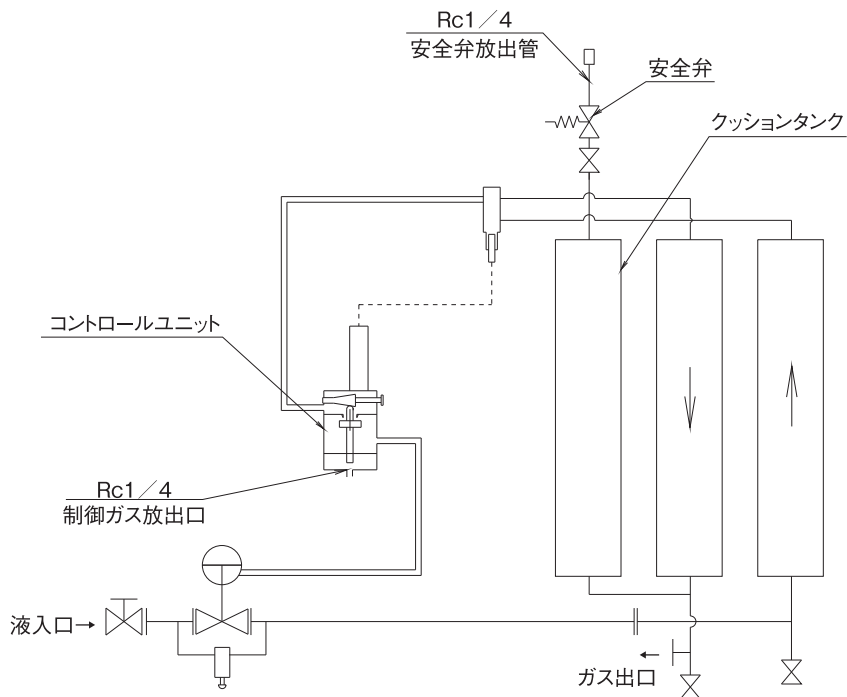 Rc1／4
安全弁放出管
安全弁
クッションタンク
コントロールユニット
Rc1／4
制御ガス放出口
液入口→
ガス出口